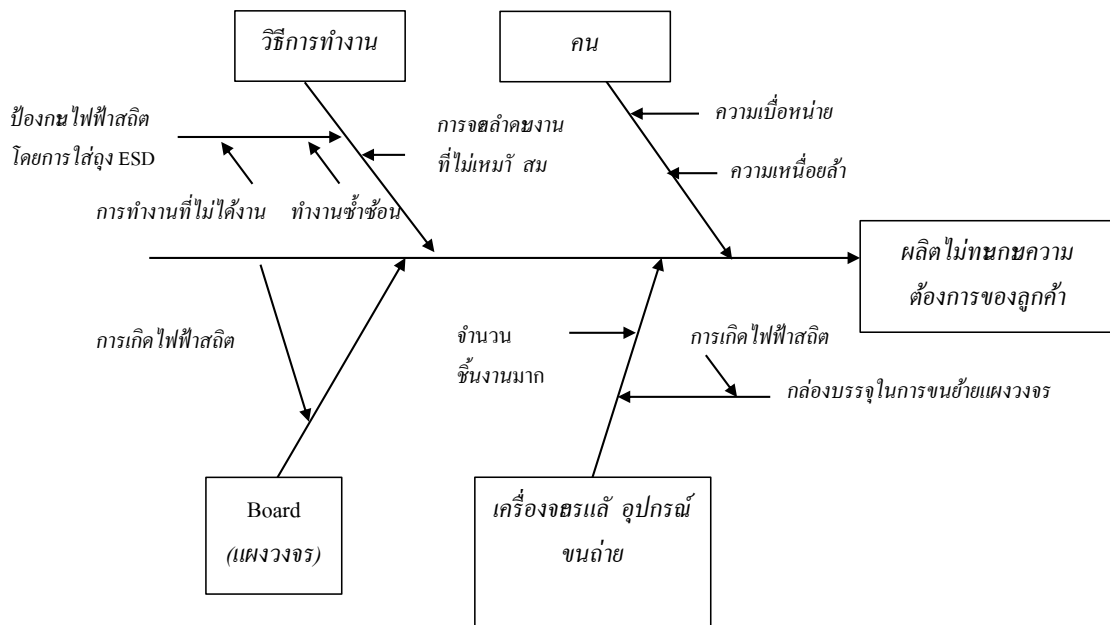 วิธีการทำงาน
คน
ป้องกันไฟฟ้าสถิต
โดยการใส่ถุง ESD
การจัดลำดับงาน
ที่ไม่เหมาะสม
ความเบื่อหน่าย
ความเหนื่อยล้า
การทำงานที่ไม่ได้งาน
ทำงานซ้ำซ้อน
ผลิตไม่ทันกับความ
ต้องการของลูกค้า
การเกิดไฟฟ้าสถิต
จำนวน
ชิ้นงานมาก
การเกิดไฟฟ้าสถิต
กล่องบรรจุในการขนย้ายแผงวงจร
Board
(แผงวงจร)
เครื่องจักรและอุปกรณ์
ขนถ่าย